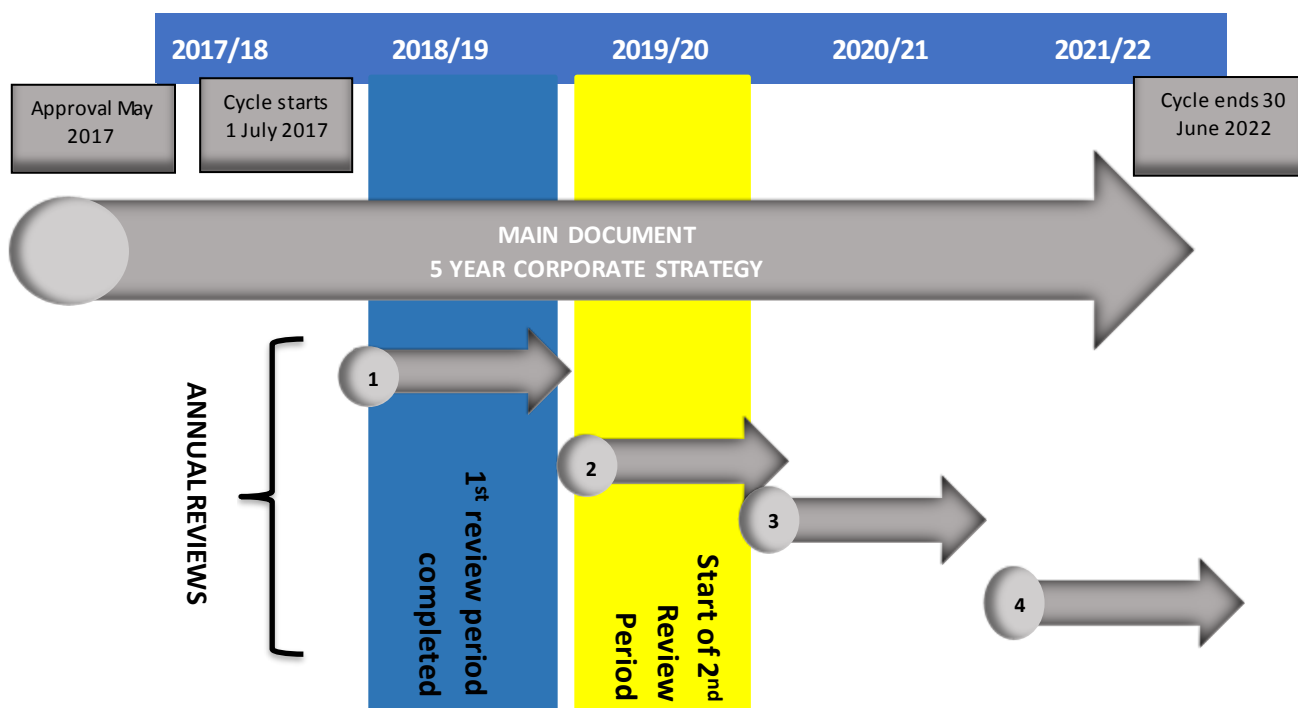 2017/18 2018/19 2019/20 2020/21 2021/22
Approval May
2017
Cycle starts
1 July 2017
Cycle ends 30
June 2022
MAIN DOCUMENT
5 YEAR CORPORATE STRATEGY
ANNUAL REVIEWS
1
2
3
4
1st review period
completed
Start of 2nd
Review
Period